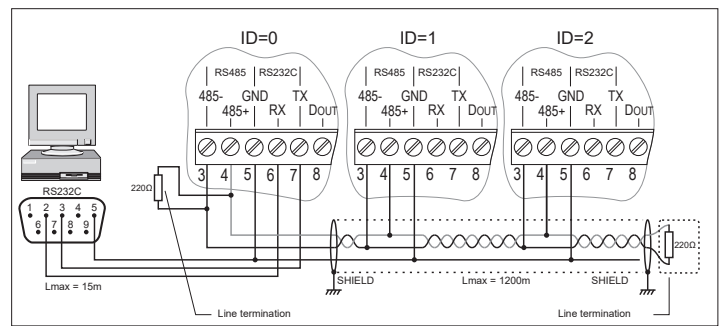 ID=0 ID=1 ID=2
RS485 RS232C RS485 RS232C RS485 RS232C
485- GND TX 485- GND TX 485- GND TX
485+ RX DOUT 485+ RX DOUT 485+ RX DOUT
3 4 5 6 7 8 3 4 5 6 7 8 3 4 5 6 7 8
RS232C
220Ω
1 2 3 4 5
6 7 8 9
220Ω
Lmax = 15m
SHIELD Lmax = 1200m SHIELD
Line termination Line termination